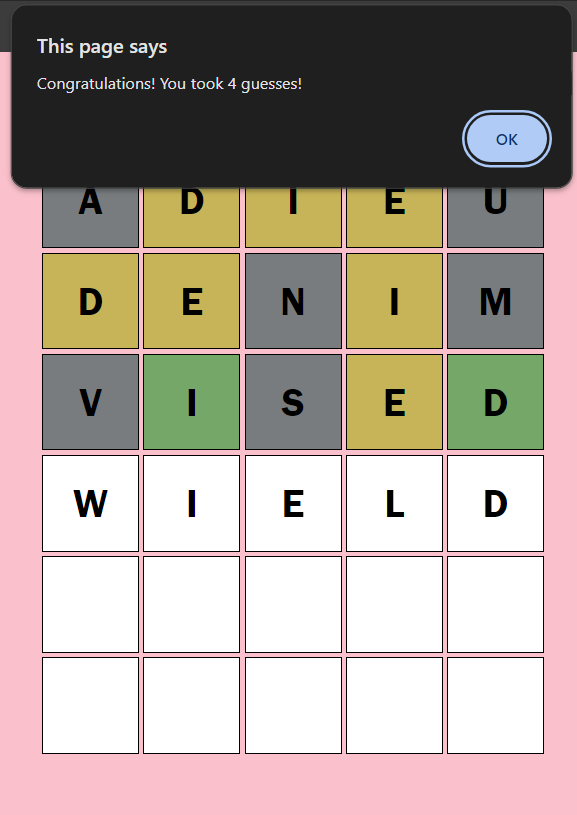 This page says
Congratulations! You took 4 guesses!
OK
A D I E U
D E N I M
V I S E D
W I E L D